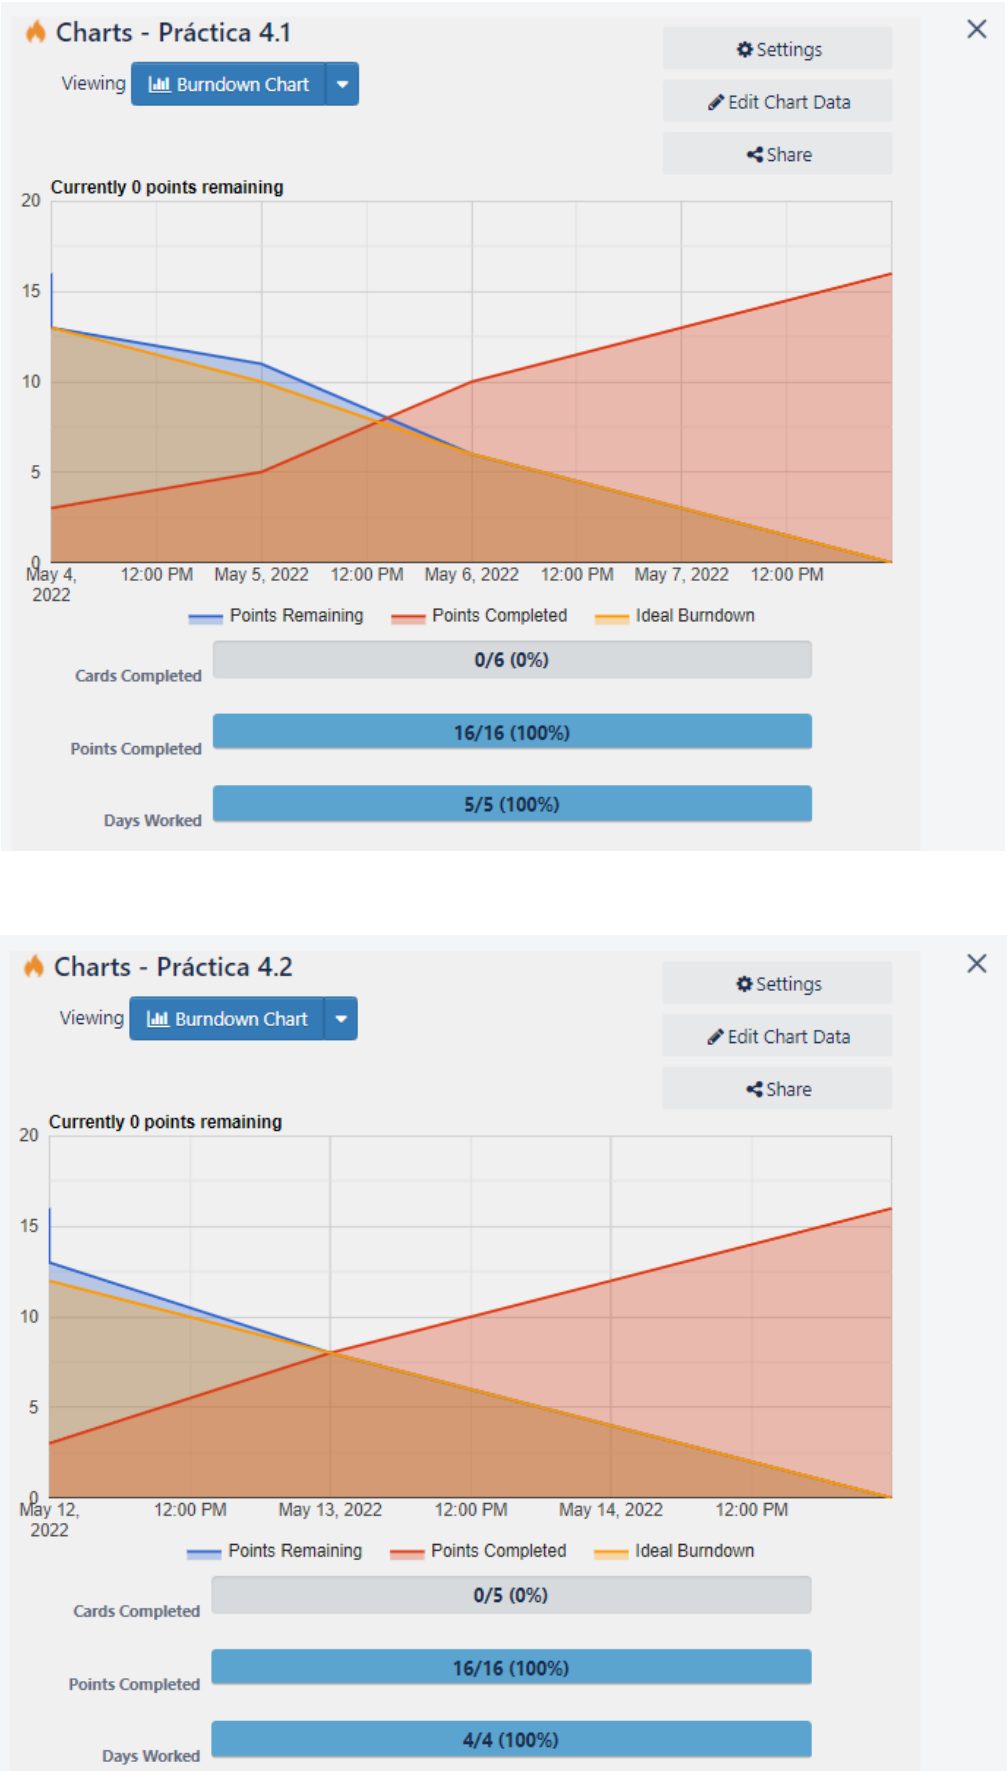 Charts - Práctica 4.1
Settings
Viewing Burndown Chart
Edit Chart Data
Share
Currently 0 points remaining
20
15
10
5
0
May 4, 2022 12:00 PM May 5, 2022 12:00 PM May 6, 2022 12:00 PM May 7, 2022 12:00 PM
Points Remaining Points Completed Ideal Burndown
Cards Completed 0/6 (0%)
Points Completed 16/16 (100%)
Days Worked 5/5 (100%)
Charts - Práctica 4.2
Settings
Viewing Burndown Chart
Edit Chart Data
Share
Currently 0 points remaining
20
15
10
5
0
May 12, 2022 12:00 PM May 13, 2022 12:00 PM May 14, 2022 12:00 PM
Points Remaining Points Completed Ideal Burndown
Cards Completed 0/5 (0%)
Points Completed 16/16 (100%)
Days Worked 4/4 (100%)